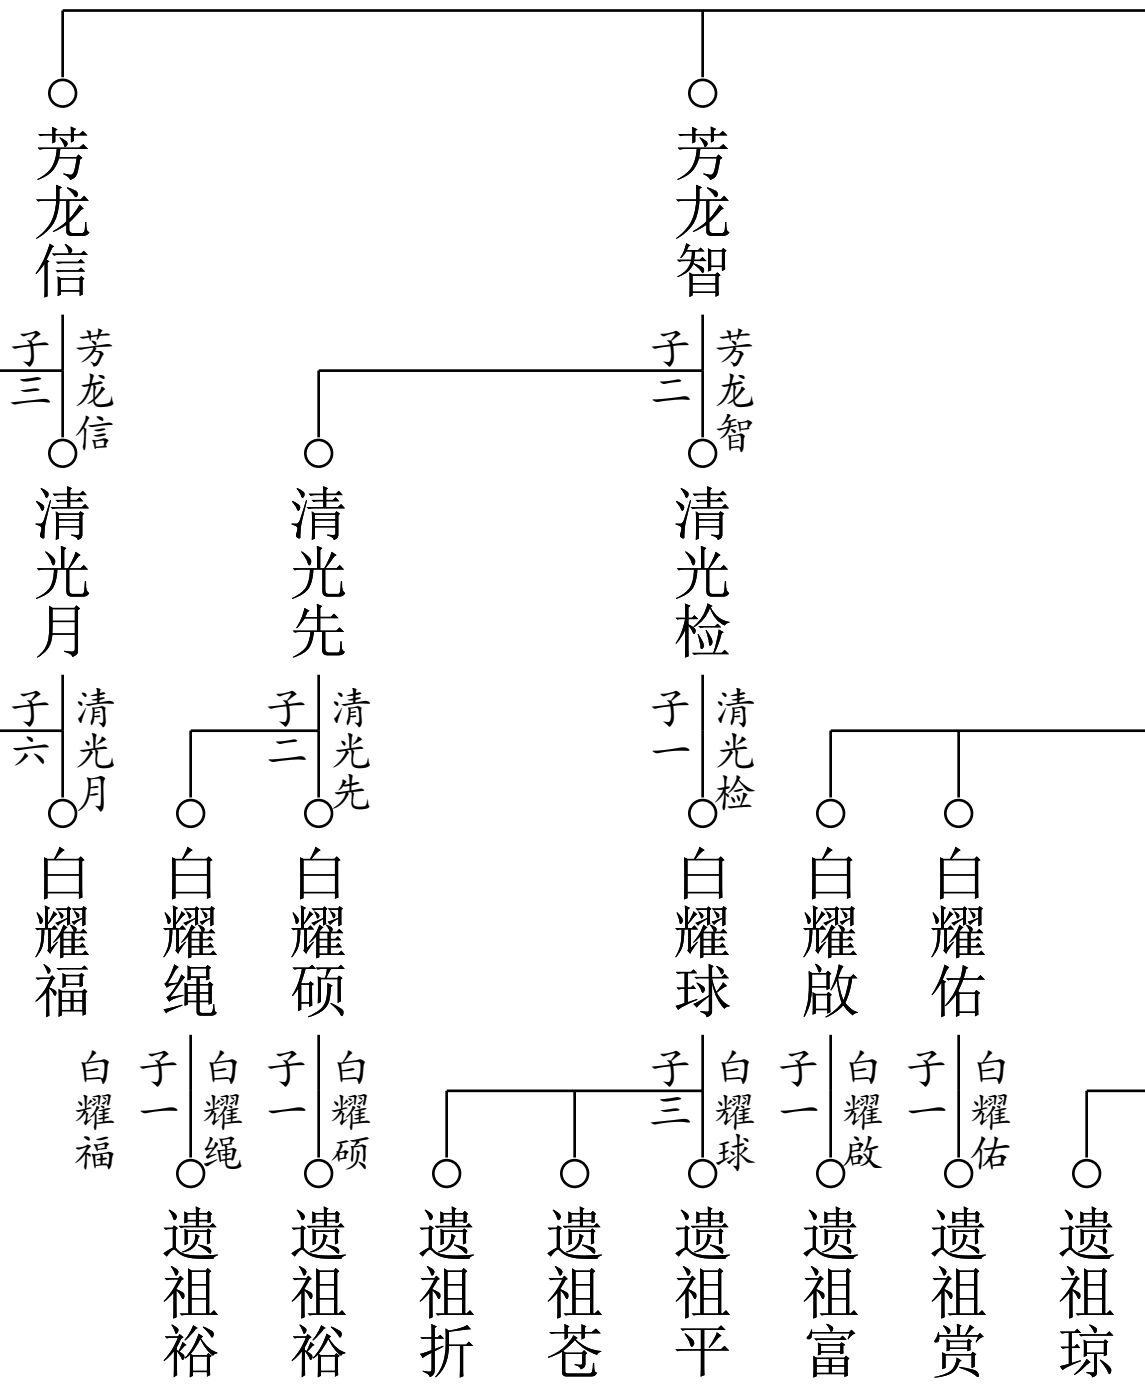 芳龙信
芳龙智
子三
芳龙信
子二
芳龙智
清光月
清光先
清光检
子六
清光月
子二
清光先
子一
清光检
白耀福
白耀绳
白耀硕
白耀球
白耀啟
白耀佑
白耀福
子一
白耀绳
子一
白耀硕
子三
白耀球
子一
白耀啟
子一
白耀佑
遗祖裕
遗祖裕
遗祖折
遗祖苍
遗祖平
遗祖富
遗祖赏
遗祖琼